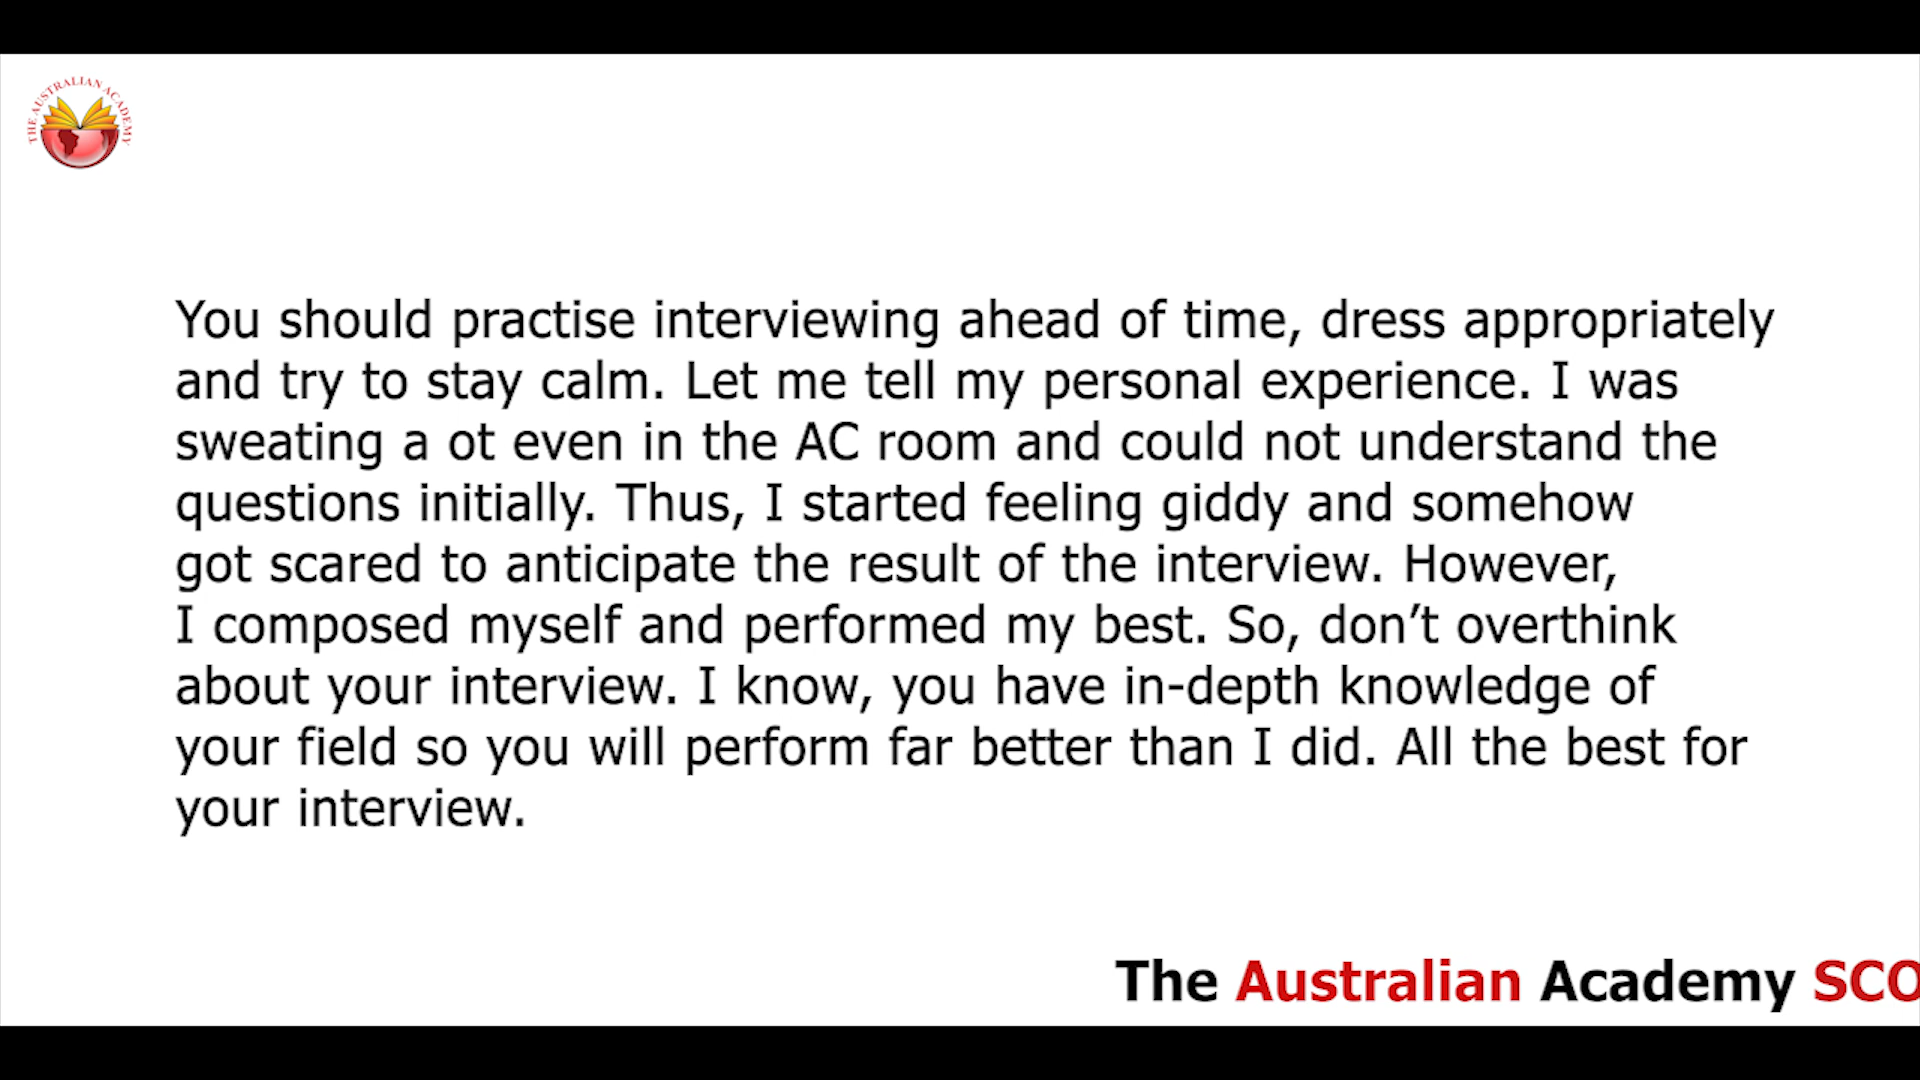 THE AUSTRALIAN ACADEMY
You should practise interviewing ahead of time, dress appropriately
and try to stay calm. Let me tell my personal experience. I was
sweating a ot even in the AC room and could not understand the
questions initially. Thus, I started feeling giddy and somehow
got scared to anticipate the result of the interview. However,
I composed myself and performed my best. So, don’t overthink
about your interview. I know, you have in-depth knowledge of
your field so you will perform far better than I did. All the best for
your interview.
The Australian Academy SCO